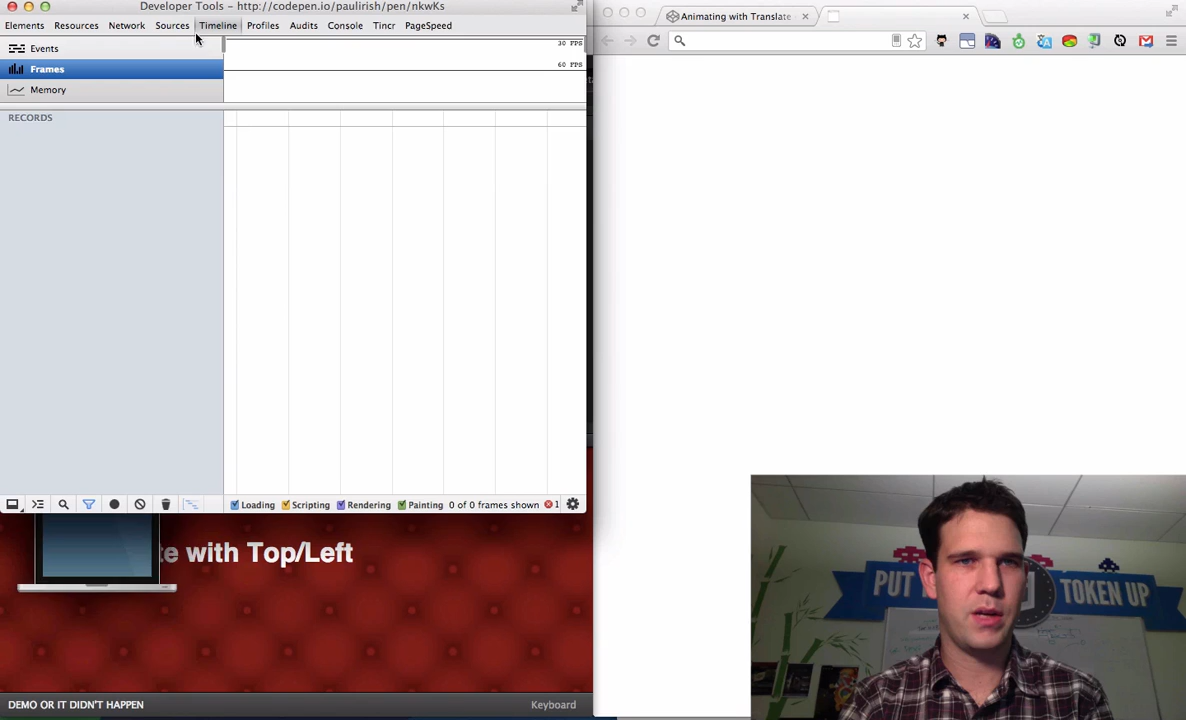 Developer Tools - http://codepen.io/paulirish/pen/nkwKs
Elements Resources Network Sources Timeline Profiles Audits Console Tincr PageSpeed
Events
Frames
Memory
30 FPS
60 FPS
RECORDS
Loading Scripting Rendering Painting 0 of 0 frames shown 1
with Top/Left
DEMO OR IT DIDN'T HAPPEN
Keyboard
Animating with Translate
PUT
TOKEN UP